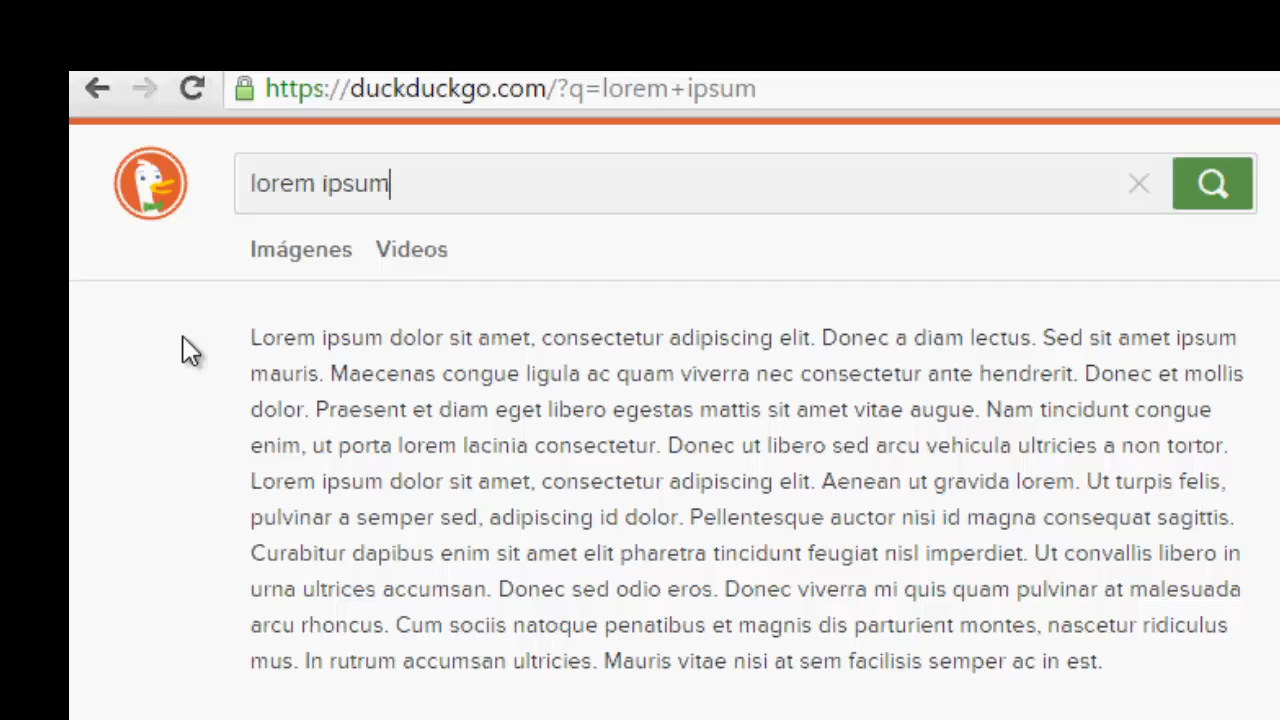 https://duckduckgo.com/?q=lorem+ipsum
lorem ipsum
Imágenes Videos
Lorem ipsum dolor sit amet, consectetur adipiscing elit. Donec a diam lectus. Sed sit amet ipsum
mauris. Maecenas congue ligula ac quam viverra nec consectetur ante hendrerit. Donec et mollis
dolor. Praesent et diam eget libero egestas mattis sit amet vitae augue. Nam tincidunt congue
enim, ut porta lorem lacinia consectetur. Donec ut libero sed arcu vehicula ultricies a non tortor.
Lorem ipsum dolor sit amet, consectetur adipiscing elit. Aenean ut gravida lorem. Ut turpis felis,
pulvinar a semper sed, adipiscing id dolor. Pellentesque auctor nisi id magna consequat sagittis.
Curabitur dapibus enim sit amet elit pharetra tincidunt feugiat nisl imperdiet. Ut convallis libero in
urna ultrices accumsan. Donec sed odio eros. Donec viverra mi quis quam pulvinar at malesuada
arcu rhoncus. Cum sociis natoque penatibus et magnis dis parturient montes, nascetur ridiculus
mus. In rutrum accumsan ultricies. Mauris vitae nisi at sem facilisis semper ac in est.